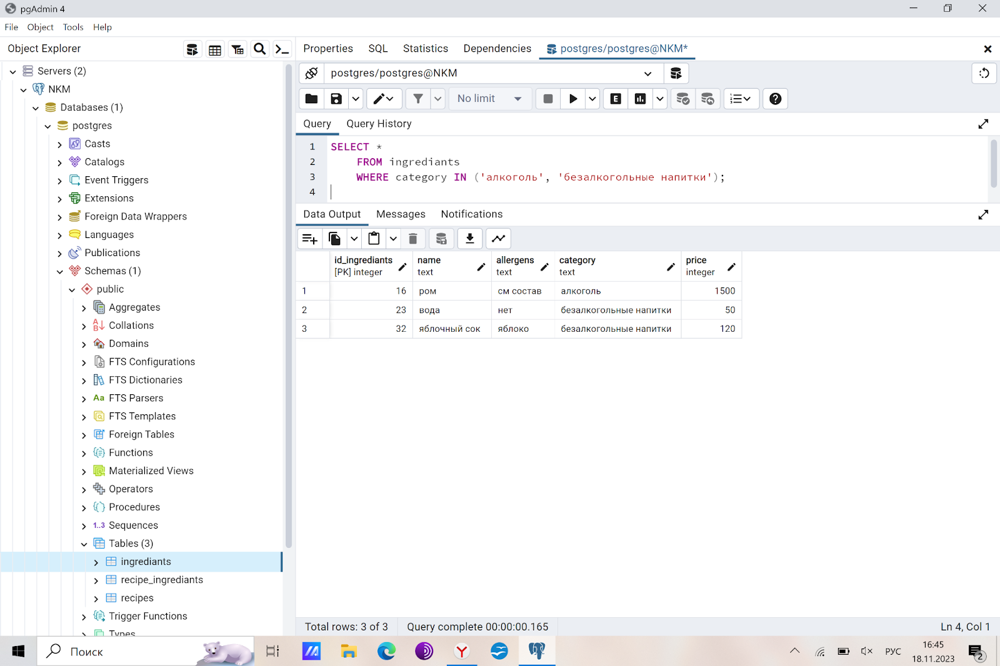 pgAdmin 4
File Object Tools Help
Object Explorer
Properties SQL Statistics Dependencies postgres/postgres@NKM*
Servers (2)
NKM
Databases (1)
postgres
Casts
Catalogs
Event Triggers
Extensions
Foreign Data Wrappers
Languages
Publications
Schemas (1)
public
Aggregates
Collations
Domains
FTS Configurations
FTS Dictionaries
Aa FTS Parsers
FTS Templates
Foreign Tables
Functions
Materialized Views
Operators
Procedures
1..3 Sequences
Tables (3)
ingrediants
recipe_ingrediants
recipes
Trigger Functions
Types
postgres/postgres@NKM
No limit
E
Query Query History
1 SELECT *
2 FROM ingrediants
3 WHERE category IN ('алкоголь', 'безалкогольные напитки');
4
Data Output Messages Notifications
id_ingrediants name allergens category price
[PK] integer text text text integer
1 16 ром см состав алкоголь 1500
2 23 вода нет безалкогольные напитки 50
3 32 яблочный сок яблоко безалкогольные напитки 120
Total rows: 3 of 3 Query complete 00:00:00.165 Ln 4, Col 1
Поиск
РУС
16:45
18.11.2023
2